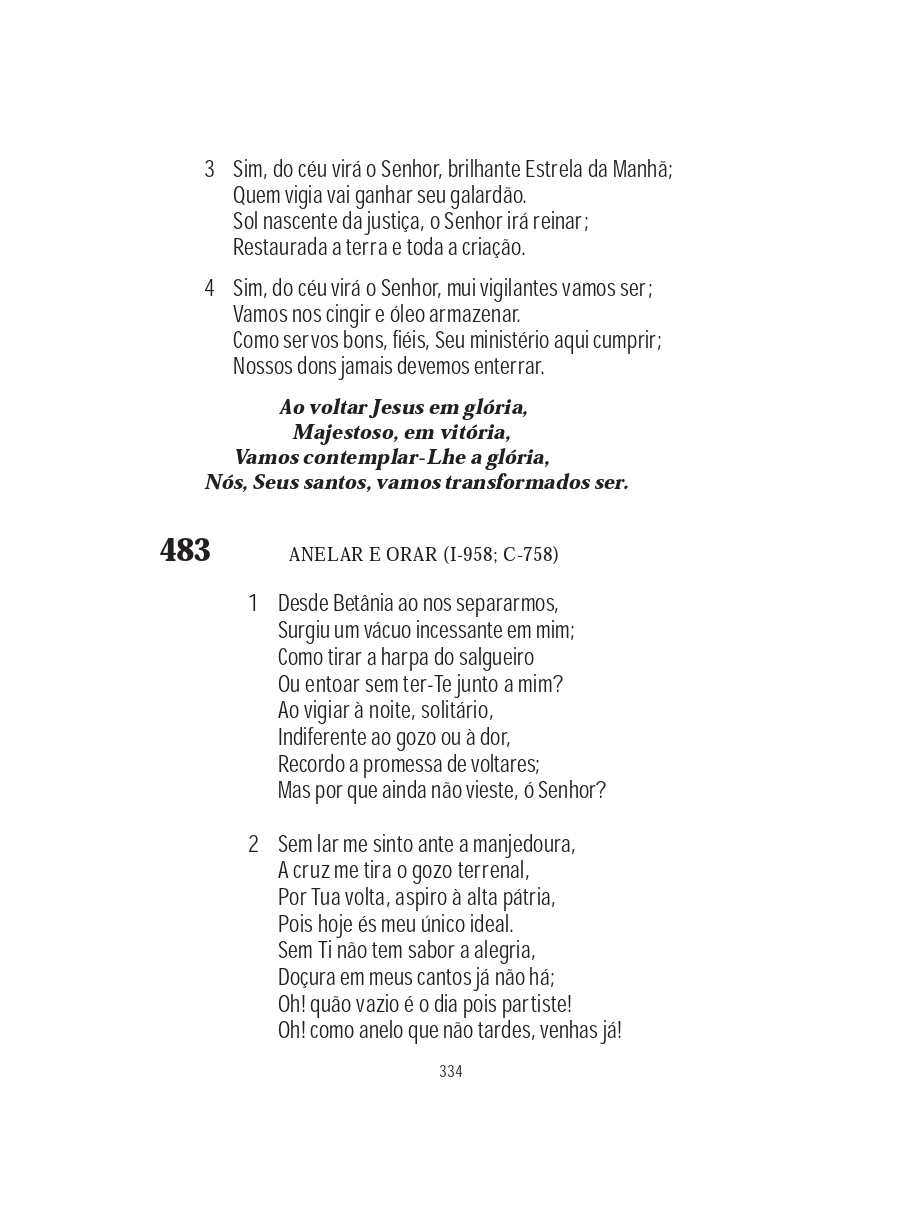 3 Sim, do céu virá o Senhor, brilhante Estrela da Manhã;
Quem vigia vai ganhar seu galardão.
Sol nascente da justiça, o Senhor irá reinar;
Restaurada a terra e toda a criação.
4 Sim, do céu virá o Senhor, mui vigilantes vamos ser;
Vamos nos cingir e óleo armazenar.
Como servos bons, fiéis, Seu ministério aqui cumprir;
Nossos dons jamais devemos enterrar.
Ao voltar Jesus em glória,
Majestoso, em vitória,
Vamos contemplar-Lhe a glória,
Nós, Seus santos, vamos transformados ser.
483 ANELAR E ORAR (I-958; C-758)
1 Desde Betânia ao nos separarmos,
Surgiu um vácuo incessante em mim;
Como tirar a harpa do salgueiro
Ou entoar sem ter-Te junto a mim?
Ao vigiar à noite, solitário,
Indiferente ao gozo ou à dor,
Recordo a promessa de voltares;
Mas por que ainda não vieste, ó Senhor?
2 Sem lar me sinto ante a manjedoura,
A cruz me tira o gozo terrenal,
Por Tua volta, aspiro à alta pátria,
Pois hoje és meu único ideal.
Sem Ti não tem sabor a alegria,
Doçura em meus cantos já não há;
Oh! quão vazio é o dia pois partiste!
Oh! como anelo que não tardes, venhas já!
334